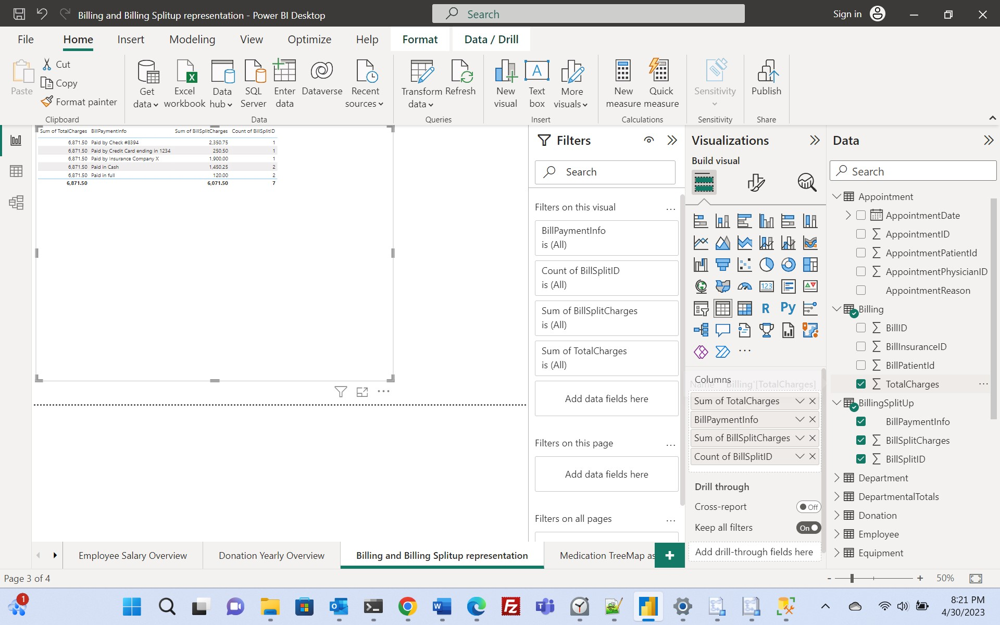 Billing and Billing Splitup representation - Power BI Desktop
Search
Sign in
File Home Insert Modeling View Optimize Help Format Data / Drill
Paste
Cut
Copy
Format painter
Clipboard
Get data
Excel workbook
Data hub
SQL Server
Enter data
Dataverse
Recent sources
Data
Transform data
Refresh
Queries
New visual
Text box
More visuals
Insert
New measure
Quick measure
Calculations
Sensitivity
Sensitivity
Publish
Share
Sum of TotalCharges BillPaymentInfo Sum of BillSplitCharges Count of BillSplitID
6,871.50 Paid by Check #8394 2,350.75 1
6,871.50 Paid by Credit Card ending in 1234 250.50 1
6,871.50 Paid by Insurance Company X 1,900.00 1
6,871.50 Paid in Cash 1,450.25 2
6,871.50 Paid in full 120.00 2
6,871.50 6,071.50 7
Filters
Search
Filters on this visual
BillPaymentInfo
is (All)
Count of BillSplitID
is (All)
Sum of BillSplitCharges
is (All)
Sum of TotalCharges
is (All)
Add data fields here
Filters on this page
Add data fields here
Filters on all pages
Visualizations
Build visual
123
R
Py
Columns
Name 'Billing'[TotalCharges]
Sum of TotalCharges
BillPaymentInfo
Sum of BillSplitCharges
Count of BillSplitID
Drill through
Cross-report
Off
Keep all filters
On
Add drill-through fields here
Data
Search
Appointment
AppointmentDate
AppointmentID
AppointmentPatientId
AppointmentPhysicianID
AppointmentReason
Billing
BillID
BillInsuranceID
BillPatientId
TotalCharges
BillingSplitUp
BillPaymentInfo
BillSplitCharges
BillSplitID
Department
DepartmentalTotals
Donation
Employee
Equipment
Employee Salary Overview
Donation Yearly Overview
Billing and Billing Splitup representation
Medication TreeMap as
Page 3 of 4
50%
1
8:21 PM
4/30/2023